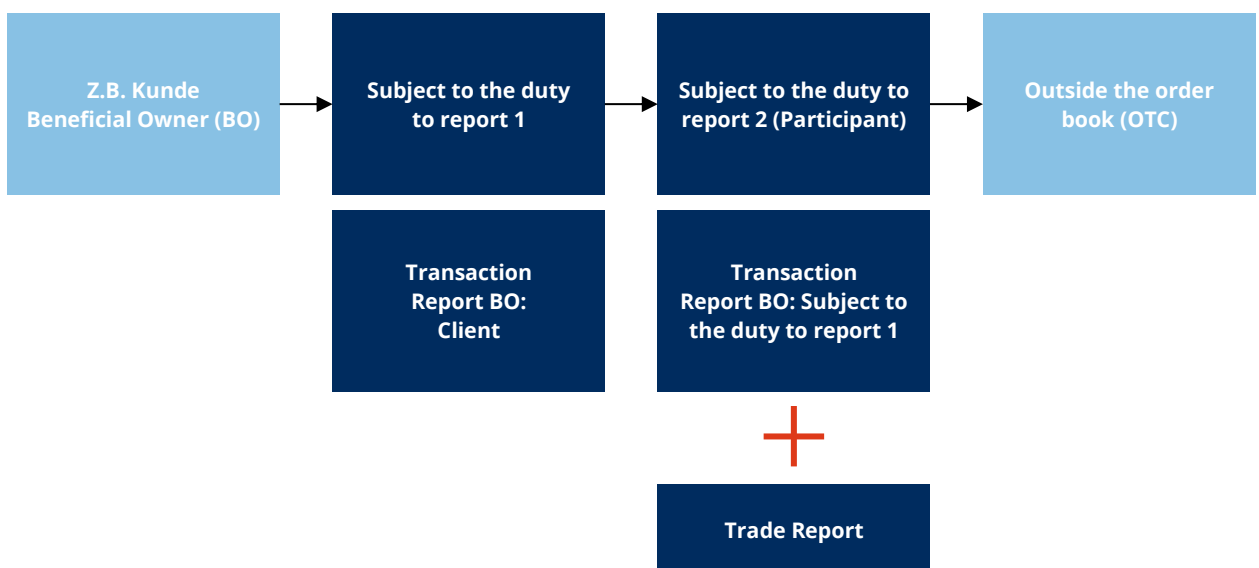 Z.B. Kunde
Beneficial Owner (BO)
Subject to the duty
to report 1
Subject to the duty to
report 2 (Participant)
Outside the order
book (OTC)
Transaction
Report BO:
Client
Transaction
Report BO: Subject to
the duty to report 1
Trade Report